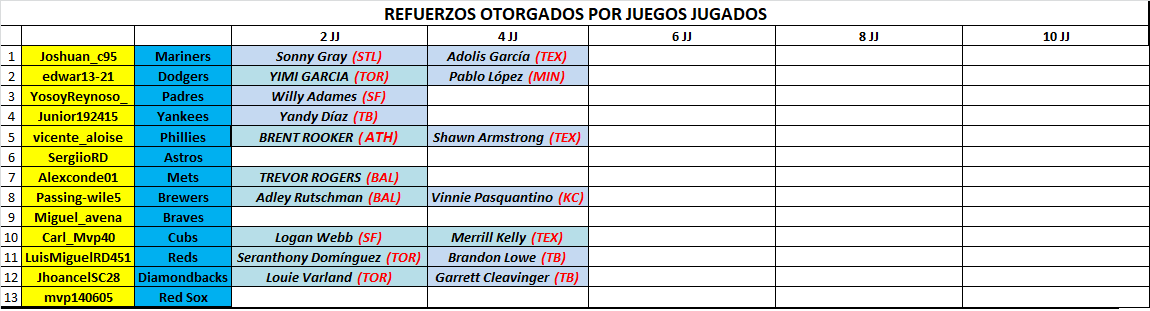 REFUERZOS OTORGADOS POR JUEGOS JUGADOS
2 JJ 4 JJ 6 JJ 8 JJ 10 JJ
1 Joshuan_c95 Mariners Sonny Gray (STL) Adolis García (TEX)
2 edwar13-21 Dodgers YIMI GARCIA (TOR) Pablo López (MIN)
3 YosoyReynoso_ Padres Willy Adames (SF)
4 Junior192415 Yankees Yandy Díaz (TB)
5 vicente_aloise Phillies BRENT ROOKER (ATH) Shawn Armstrong (TEX)
6 SergiioRD Astros
7 Alexconde01 Mets TREVOR ROGERS (BAL)
8 Passing-wile5 Brewers Adley Rutschman (BAL) Vinnie Pasquantino (KC)
9 Miguel_avena Braves
10 Carl_Mvp40 Cubs Logan Webb (SF) Merrill Kelly (TEX)
11 LuisMiguelRD451 Reds Seranthony Domínguez (TOR) Brandon Lowe (TB)
12 JhoancelSC28 Diamondbacks Louie Varland (TOR) Garrett Cleavinger (TB)
13 mvp140605 Red Sox